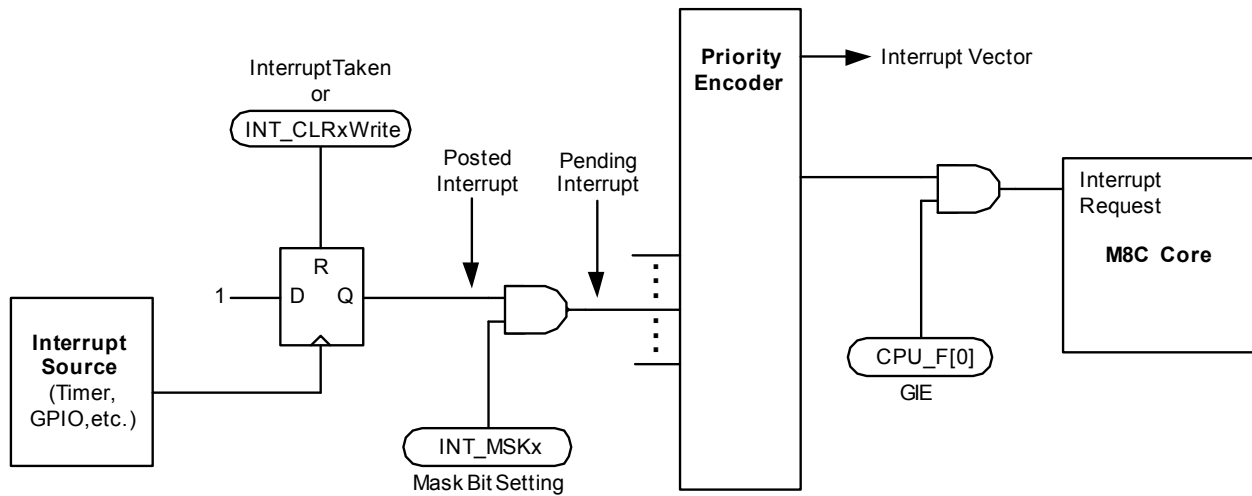 InterruptTaken
or
INT_CLRxWrite
Posted
Interrupt
Pending
Interrupt
Priority
Encoder
Interrupt Vector
Interrupt
Request
M8C Core
R
1
D
Q
Interrupt
Source
(Timer,
GPIO,etc.)
CPU_F[0]
GIE
INT_MSKx
Mask Bit Setting